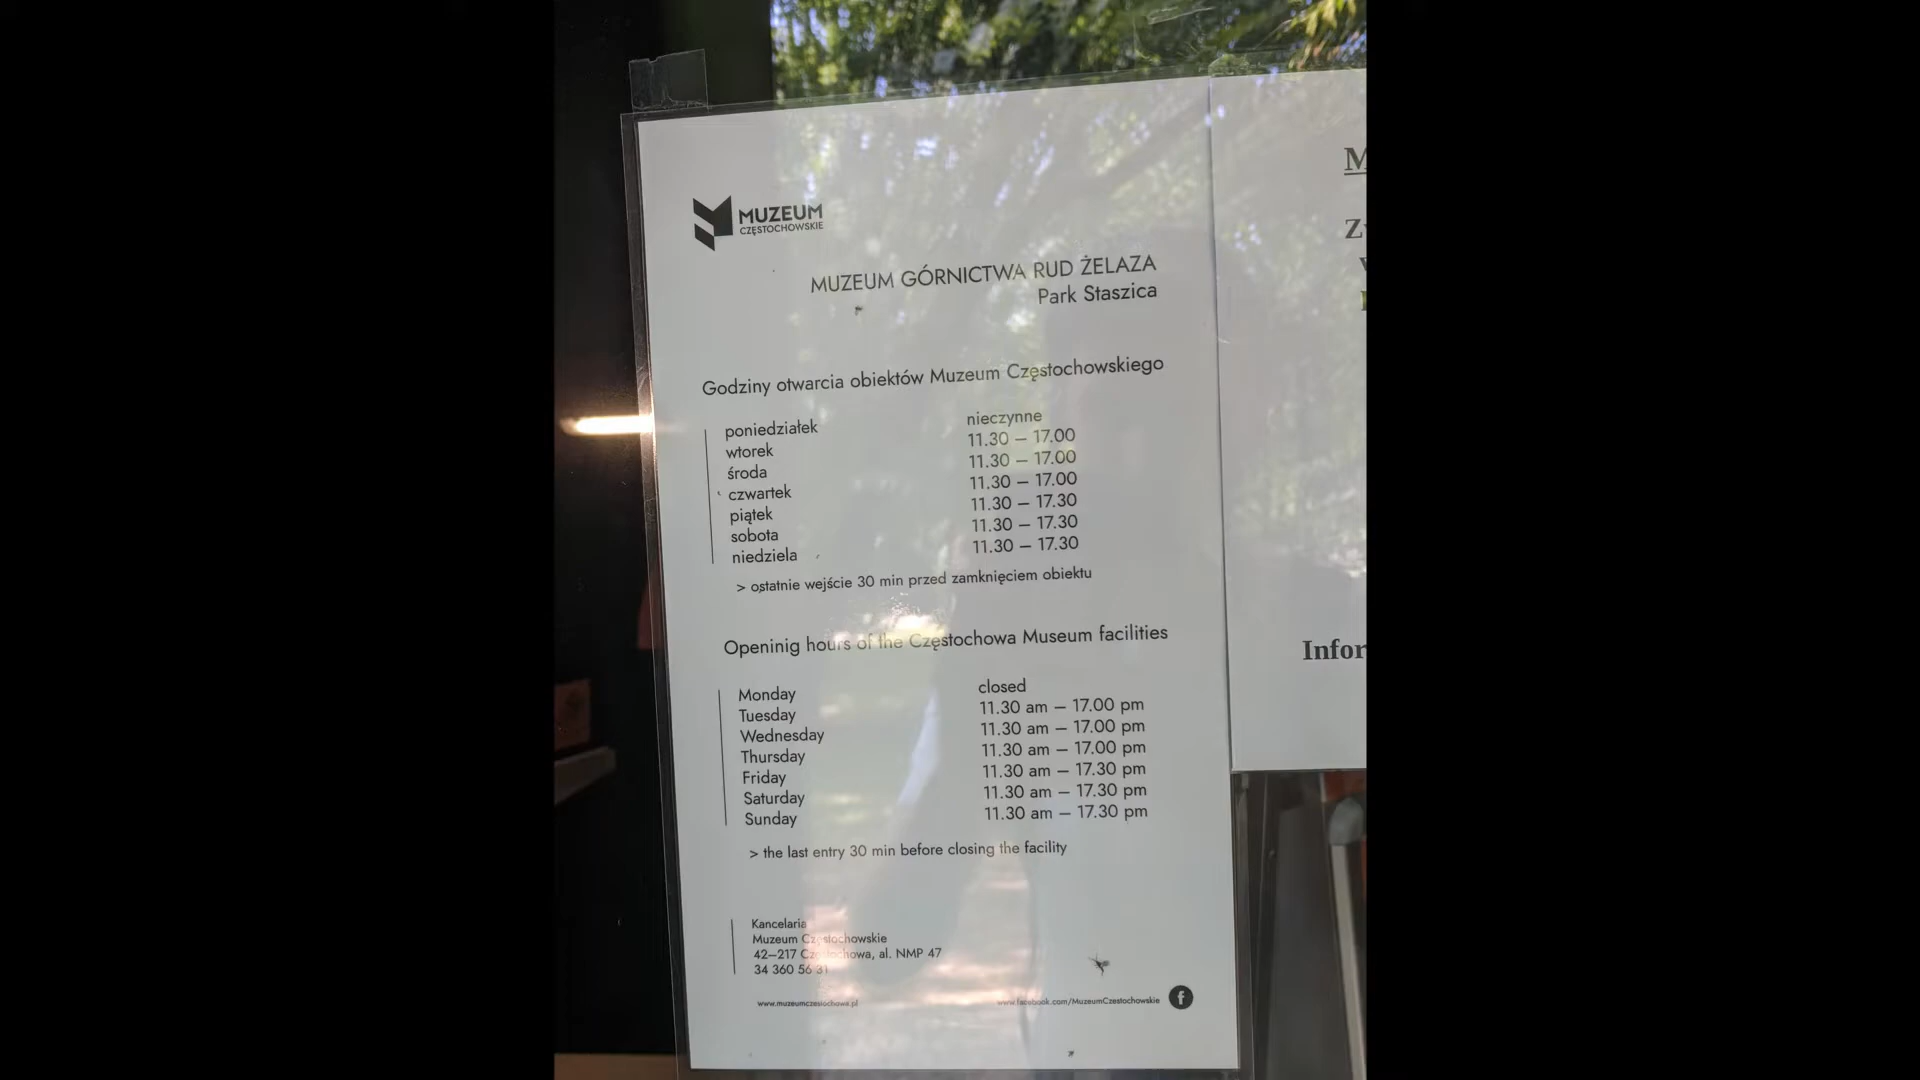 MUZEUM
CZĘSTOCHOWSKIE
MUZEUM GÓRNICTWA RUD ŻELAZA
Park Staszica
Godziny otwarcia obiektów Muzeum Częstochowskiego
poniedziałek nieczynne
wtorek 11.30 – 17.00
środa 11.30 – 17.00
czwartek 11.30 – 17.00
piątek 11.30 – 17.30
sobota 11.30 – 17.30
niedziela 11.30 – 17.30
> ostatnie wejście 30 min przed zamknięciem obiektu
Openinig hours of the Częstochowa Museum facilities
Monday closed
Tuesday 11.30 am – 17.00 pm
Wednesday 11.30 am – 17.00 pm
Thursday 11.30 am – 17.00 pm
Friday 11.30 am – 17.30 pm
Saturday 11.30 am – 17.30 pm
Sunday 11.30 am – 17.30 pm
> the last entry 30 min before closing the facility
Kancelaria
Muzeum Częstochowskie
42–217 Częstochowa, al. NMP 47
34 360 56 31
www.muzeumczestochowa.pl
www.facebook.com/MuzeumCzestochowskie
Infor